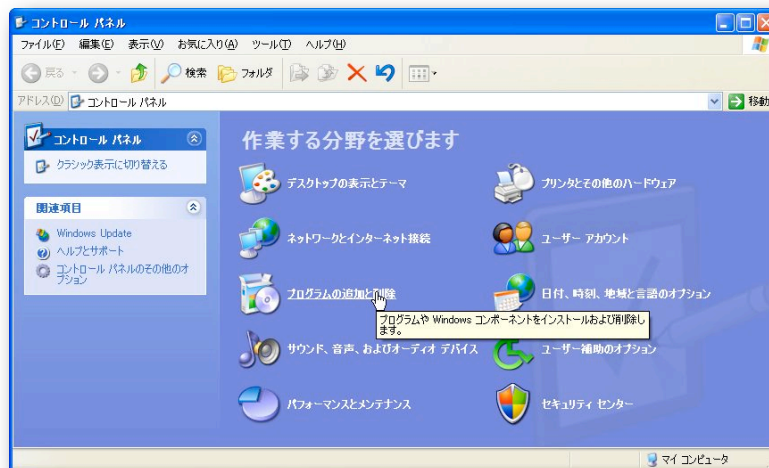 コントロール パネル
ファイル(F) 編集(E) 表示(V) お気に入り(A) ツール(T) ヘルプ(H)
戻る 検索 フォルダ
アドレス(D) コントロール パネル 移動
コントロール パネル
クラシック表示に切り替える
関連項目
Windows Update
ヘルプとサポート
コントロール パネルのその他のオ
プション
作業する分野を選びます
デスクトップの表示とテーマ
プリンタとその他のハードウェア
ネットワークとインターネット接続
ユーザー アカウント
プログラムの追加と削除
日付、時刻、地域と言語のオプション
プログラムや Windows コンポーネントをインストールおよび削除し
ます。
サウンド、音声、およびオーディオ デバイス
ユーザー補助のオプション
パフォーマンスとメンテナンス
セキュリティ センター
マイ コンピュータ